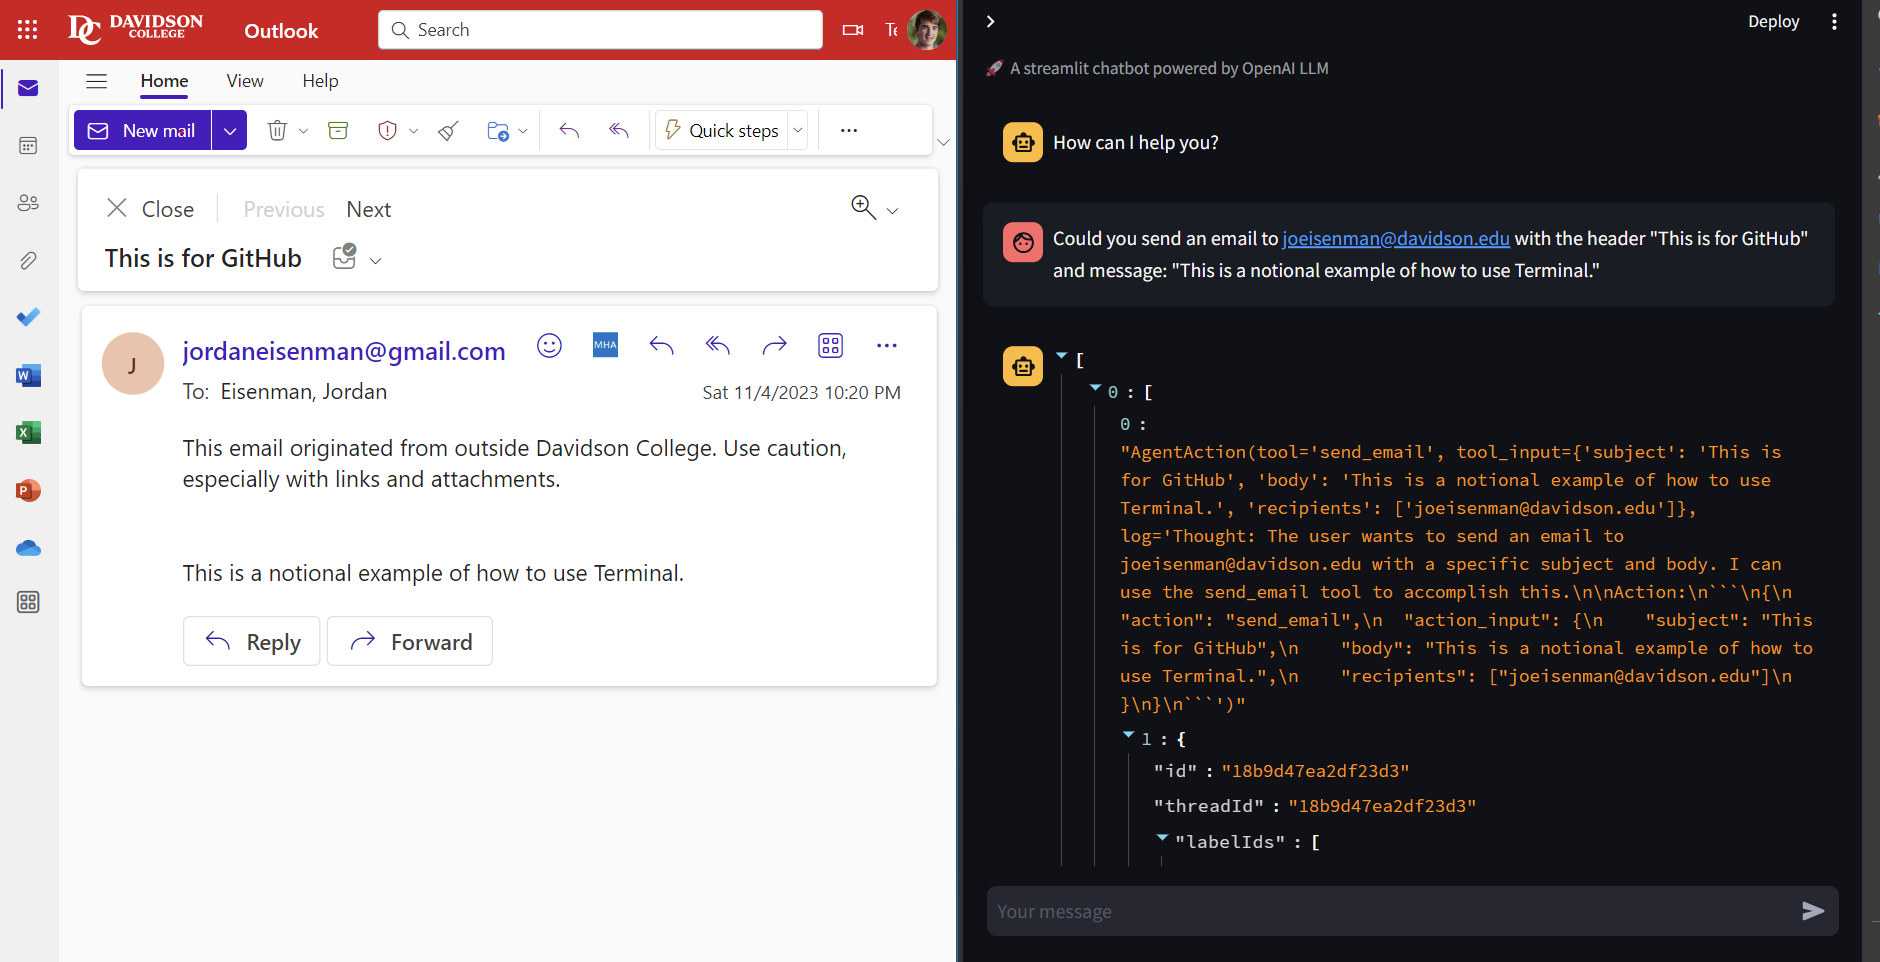 DAVIDSON
COLLEGE
Outlook
Search
Te
Home
View
Help
New mail
Quick steps
Close
Previous
Next
This is for GitHub
J
jordaneisenman@gmail.com
MHA
To: Eisenman, Jordan
Sat 11/4/2023 10:20 PM
This email originated from outside Davidson College. Use caution,
especially with links and attachments.
This is a notional example of how to use Terminal.
Reply
Forward
Deploy
A streamlit chatbot powered by OpenAI LLM
How can I help you?
Could you send an email to joeisenman@davidson.edu with the header "This is for GitHub"
and message: "This is a notional example of how to use Terminal."
[
0 : [
0 :
"AgentAction(tool='send_email', tool_input={'subject': 'This is
for GitHub', 'body': 'This is a notional example of how to use
Terminal.', 'recipients': ['joeisenman@davidson.edu']},
log='Thought: The user wants to send an email to
joeisenman@davidson.edu with a specific subject and body. I can
use the send_email tool to accomplish this.\n\nAction:\n```\n{\n
"action": "send_email",\n  "action_input": {\n    "subject": "This
is for GitHub",\n    "body": "This is a notional example of how to
use Terminal.",\n    "recipients": ["joeisenman@davidson.edu"]\n
}\n}\n```')"
1 : {
"id" : "18b9d47ea2df23d3"
"threadId" : "18b9d47ea2df23d3"
"labelIds" : [
Your message